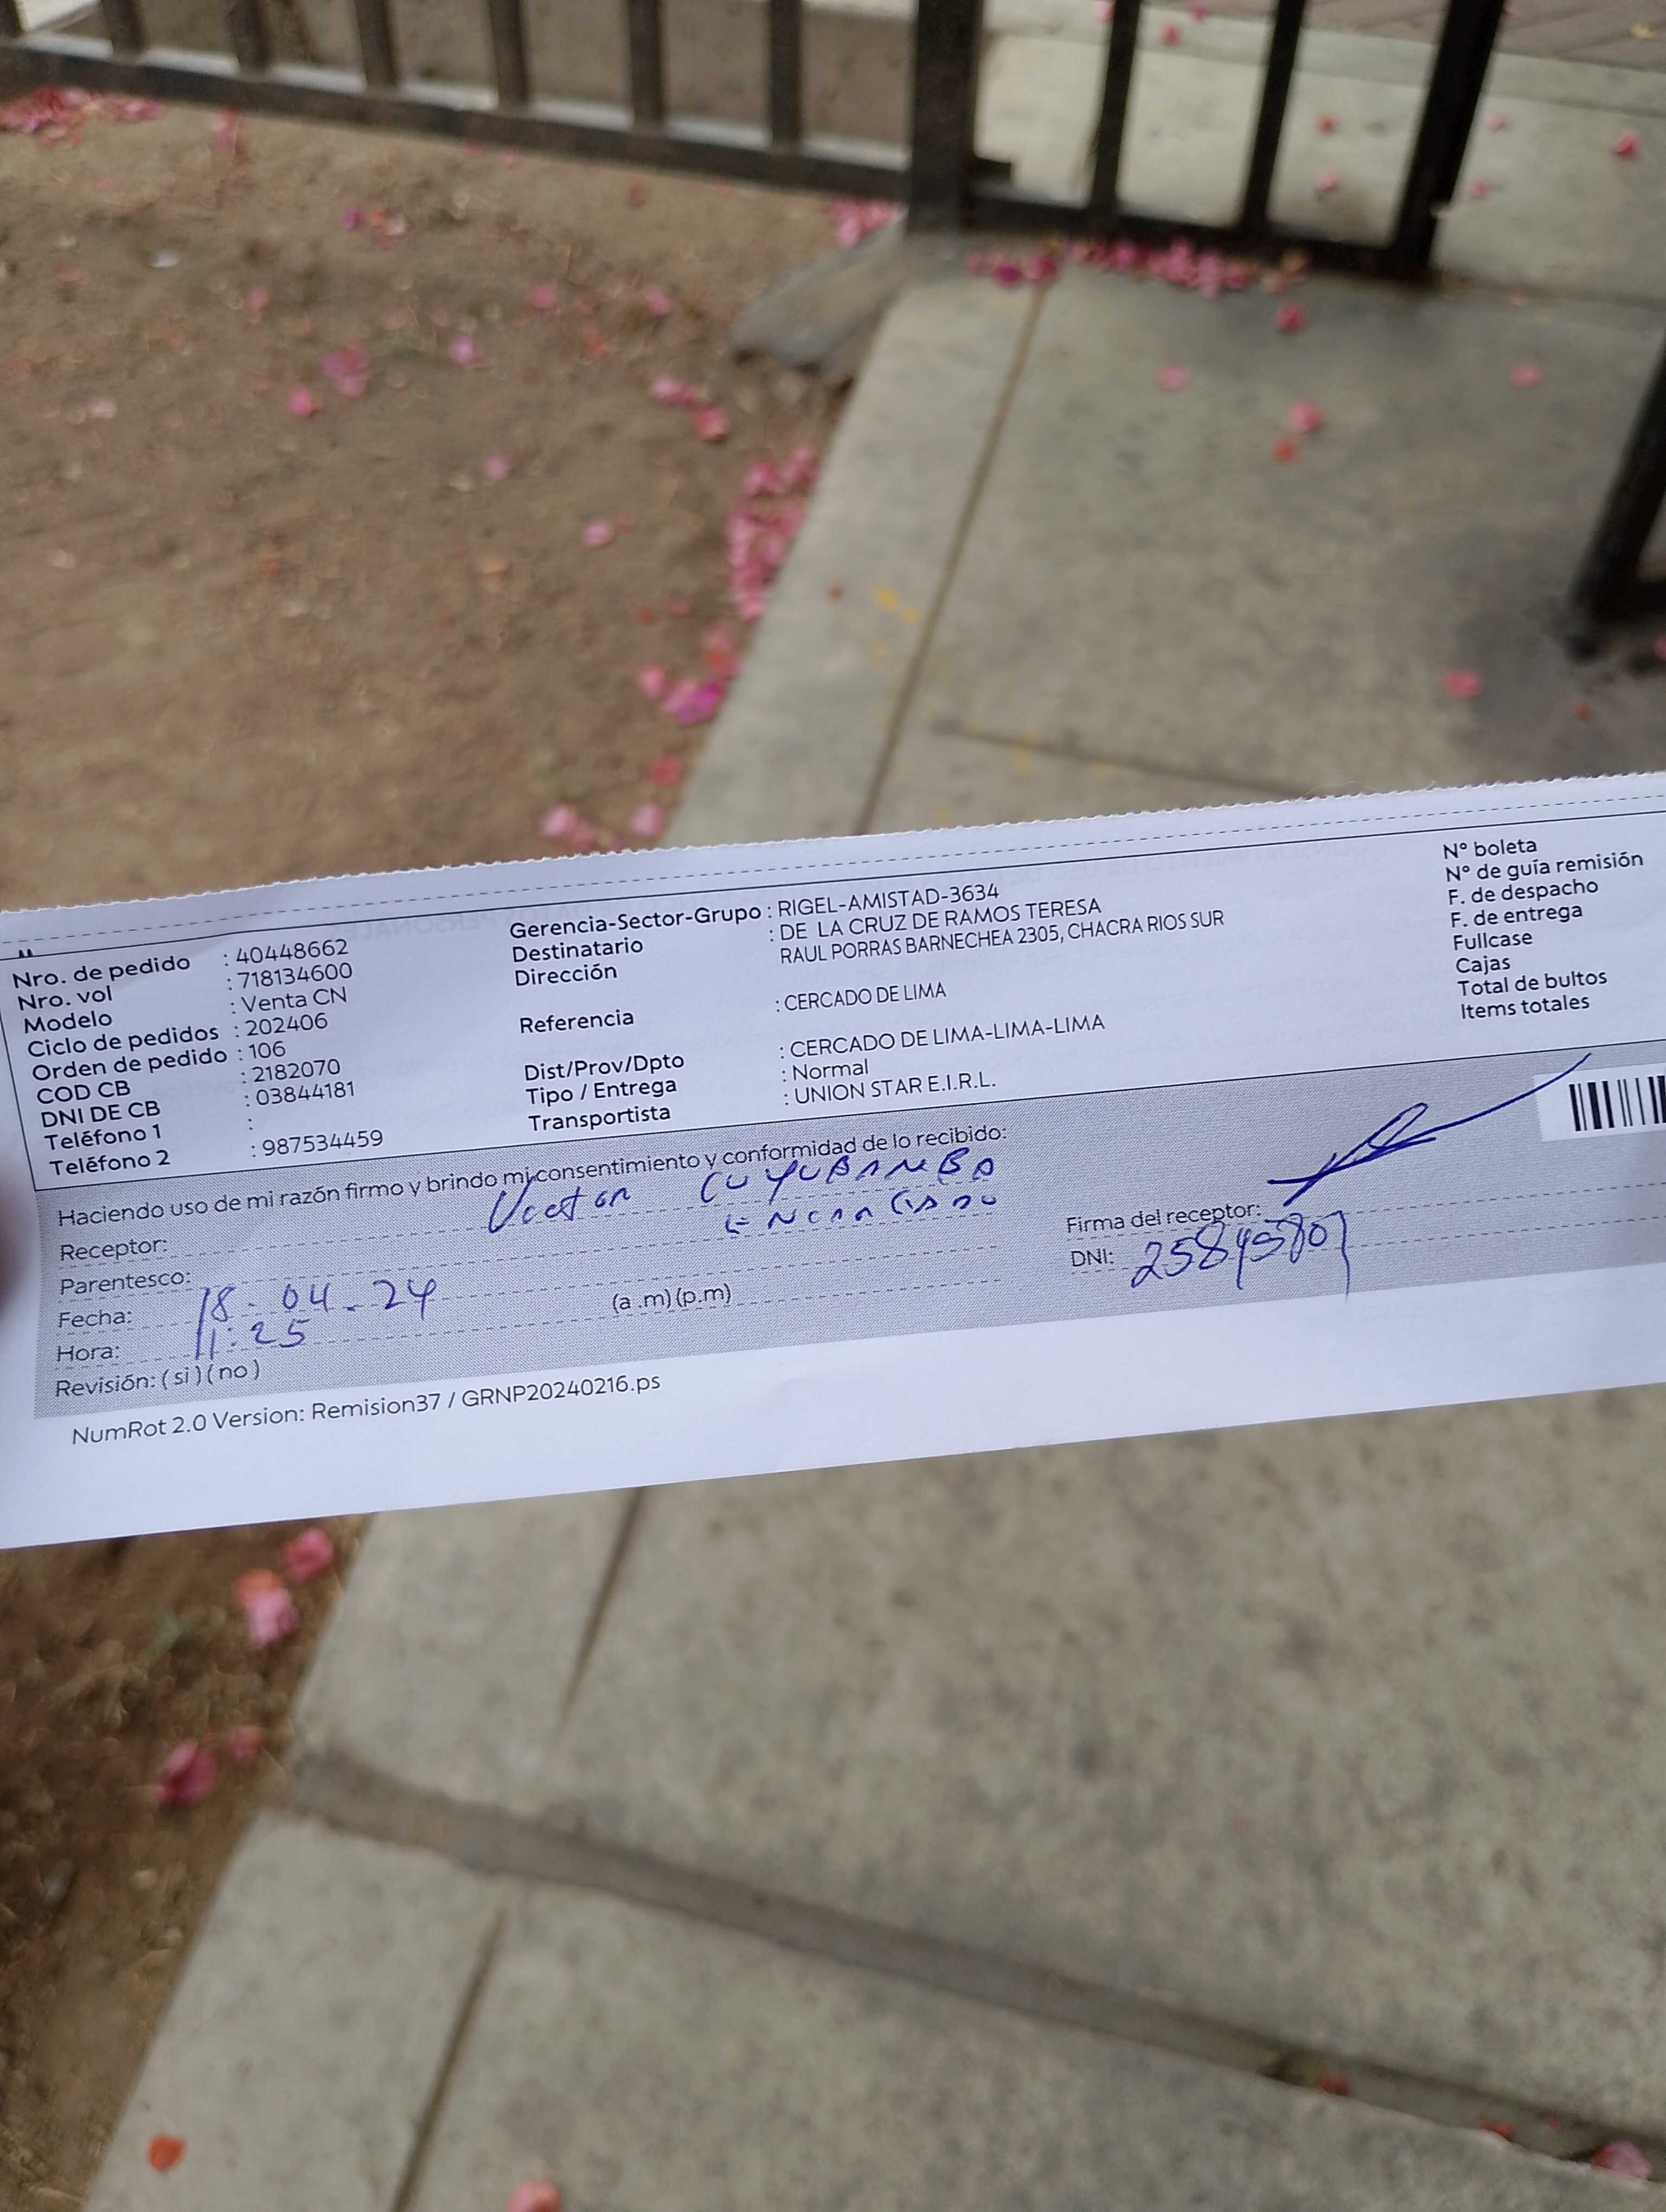 Nro. de pedido : 40448662
Nro. vol : 718134600
Modelo : Venta CN
Ciclo de pedidos : 202406
Orden de pedido : 106
COD CB : 2182070
DNI DE CB : 03844181
Teléfono 1 :
Teléfono 2 : 987534459
Gerencia-Sector-Grupo : RIGEL-AMISTAD-3634
Destinatario : DE LA CRUZ DE RAMOS TERESA
Dirección : RAUL PORRAS BARNECHEA 2305, CHACRA RIOS SUR
Referencia : CERCADO DE LIMA
Dist/Prov/Dpto : CERCADO DE LIMA-LIMA-LIMA
Tipo / Entrega : Normal
Transportista : UNION STAR E.I.R.L.
Nº boleta
Nº de guía remisión
F. de despacho
F. de entrega
Fullcase
Cajas
Total de bultos
Items totales
Haciendo uso de mi razón firmo y brindo mi consentimiento y conformidad de lo recibido:
Receptor: CUYUBAMBA
Parentesco:
Fecha: 18-04-24
Hora: 11:25 (a .m) (p.m)
Revisión: ( si ) ( no )
Firma del receptor:
DNI:
NumRot 2.0 Version: Remision37 / GRNP20240216.ps